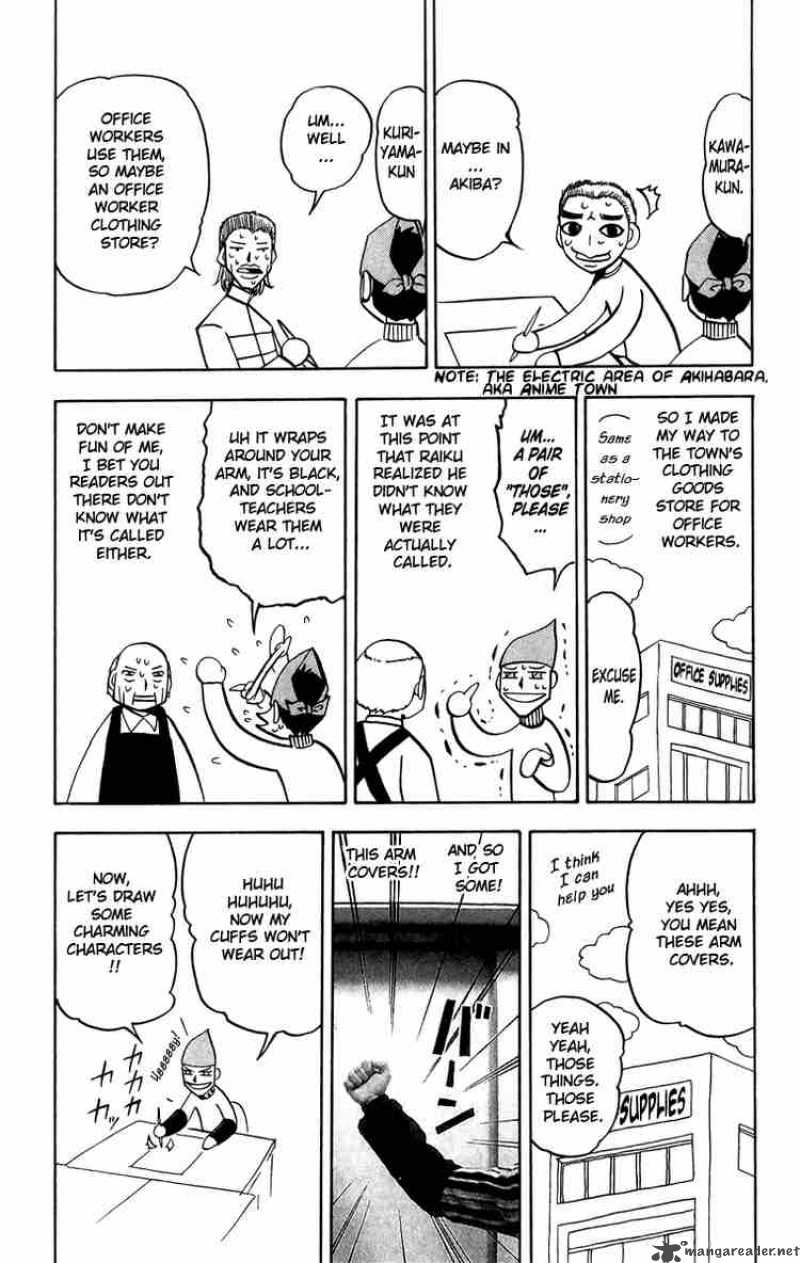 KAWA-
MURA-
KUN.
MAYBE IN
...
AKIBA?
NOTE: THE ELECTRIC AREA OF AKIHABARA,
AKA ANIME TOWN
KURI-
YAMA-
KUN
UM...
WELL
...
OFFICE
WORKERS
USE THEM,
SO MAYBE
AN OFFICE
WORKER
CLOTHING
STORE?
SO I MADE
MY WAY TO
THE TOWN'S
CLOTHING
GOODS
STORE FOR
OFFICE
WORKERS.
Same
as a
statio-
nery
shop
EXCUSE
ME.
OFFICE SUPPLIES
UM...
A PAIR
OF
"THOSE",
PLEASE
...
IT WAS AT
THIS POINT
THAT RAIKU
REALIZED HE
DIDN'T KNOW
WHAT THEY
WERE
ACTUALLY
CALLED.
UH IT WRAPS
AROUND YOUR
ARM, IT'S BLACK,
AND SCHOOL-
TEACHERS
WEAR THEM
A LOT...
DON'T MAKE
FUN OF ME,
I BET YOU
READERS OUT
THERE DON'T
KNOW WHAT
IT'S CALLED
EITHER.
AHHH,
YES YES,
YOU MEAN
THESE ARM
COVERS.
I think
I can
help you
YEAH
YEAH,
THOSE
THINGS.
THOSE
PLEASE.
SUPPLIES
AND, SO
I GOT
SOME!
THIS ARM
COVERS!!
バーン
HUHU
HUHUHU,
NOW MY
CUFFS WON'T
WEAR OUT!
NOW,
LET'S DRAW
SOME
CHARMING
CHARACTERS
!!
カカカッ
mangareader.net